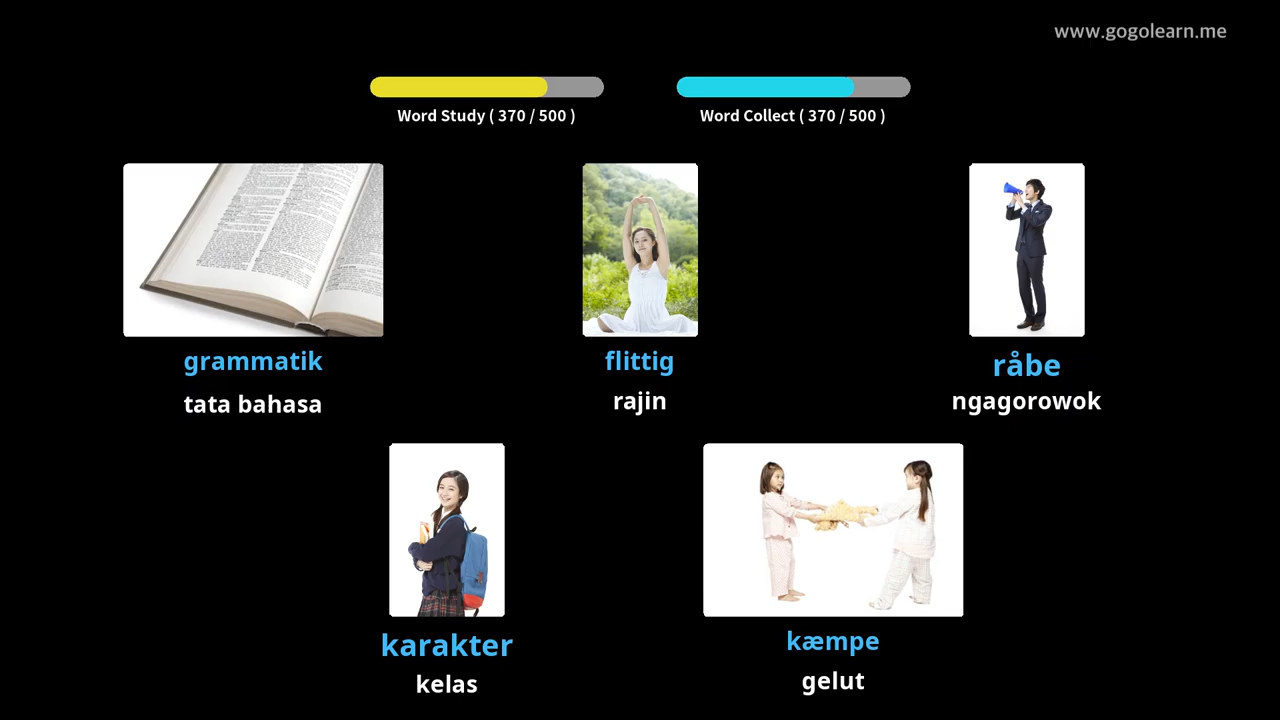 www.gogolearn.me
Word Study ( 370 / 500 )
Word Collect ( 370 / 500 )
grammatik
tata bahasa
flittig
rajin
råbe
ngagorowok
karakter
kelas
kæmpe
gelut